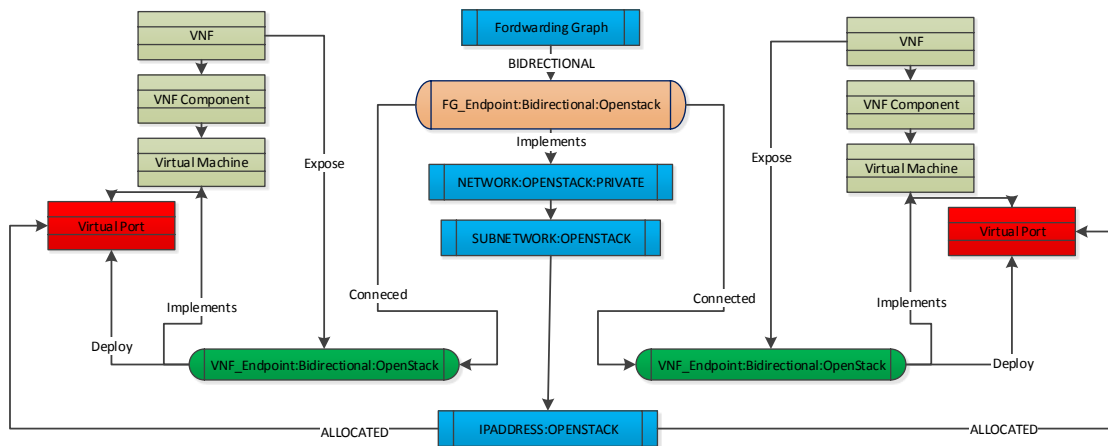 Fordwarding Graph
VNF
VNF
BIDRECTIONAL
VNF Component
FG_Endpoint:Bidirectional:Openstack
VNF Component
Implements
Virtual Machine
Expose
Expose
Virtual Machine
NETWORK:OPENSTACK:PRIVATE
Virtual Port
Virtual Port
SUBNETWORK:OPENSTACK
Conneced
Connected
Implements
Implements
Deploy
VNF_Endpoint:Bidirectional:OpenStack
VNF_Endpoint:Bidirectional:OpenStack
Deploy
ALLOCATED
IPADDRESS:OPENSTACK
ALLOCATED